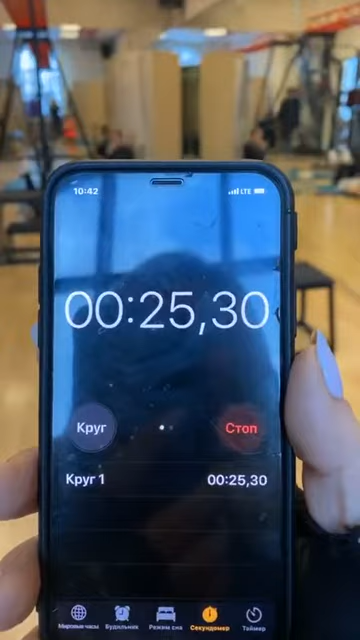 10:42 LTE
00:25,30
Круг Стоп
Круг 1 00:25,30
Мировые часы Будильник Режим сна Секундомер Таймер